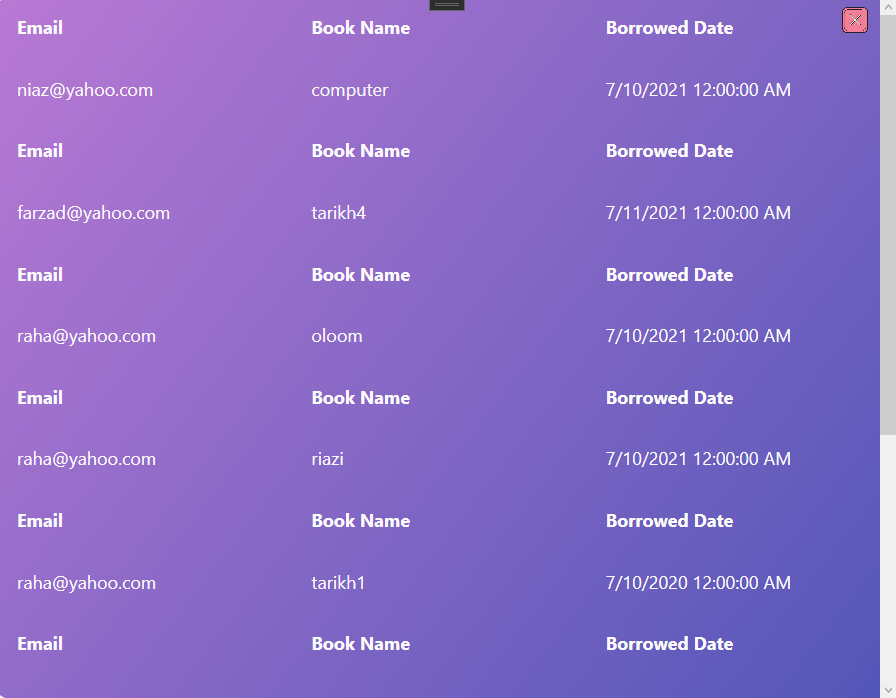 Email Book Name Borrowed Date
niaz@yahoo.com computer 7/10/2021 12:00:00 AM
Email Book Name Borrowed Date
farzad@yahoo.com tarikh4 7/11/2021 12:00:00 AM
Email Book Name Borrowed Date
raha@yahoo.com oloom 7/10/2021 12:00:00 AM
Email Book Name Borrowed Date
raha@yahoo.com riazi 7/10/2021 12:00:00 AM
Email Book Name Borrowed Date
raha@yahoo.com tarikh1 7/10/2020 12:00:00 AM
Email Book Name Borrowed Date